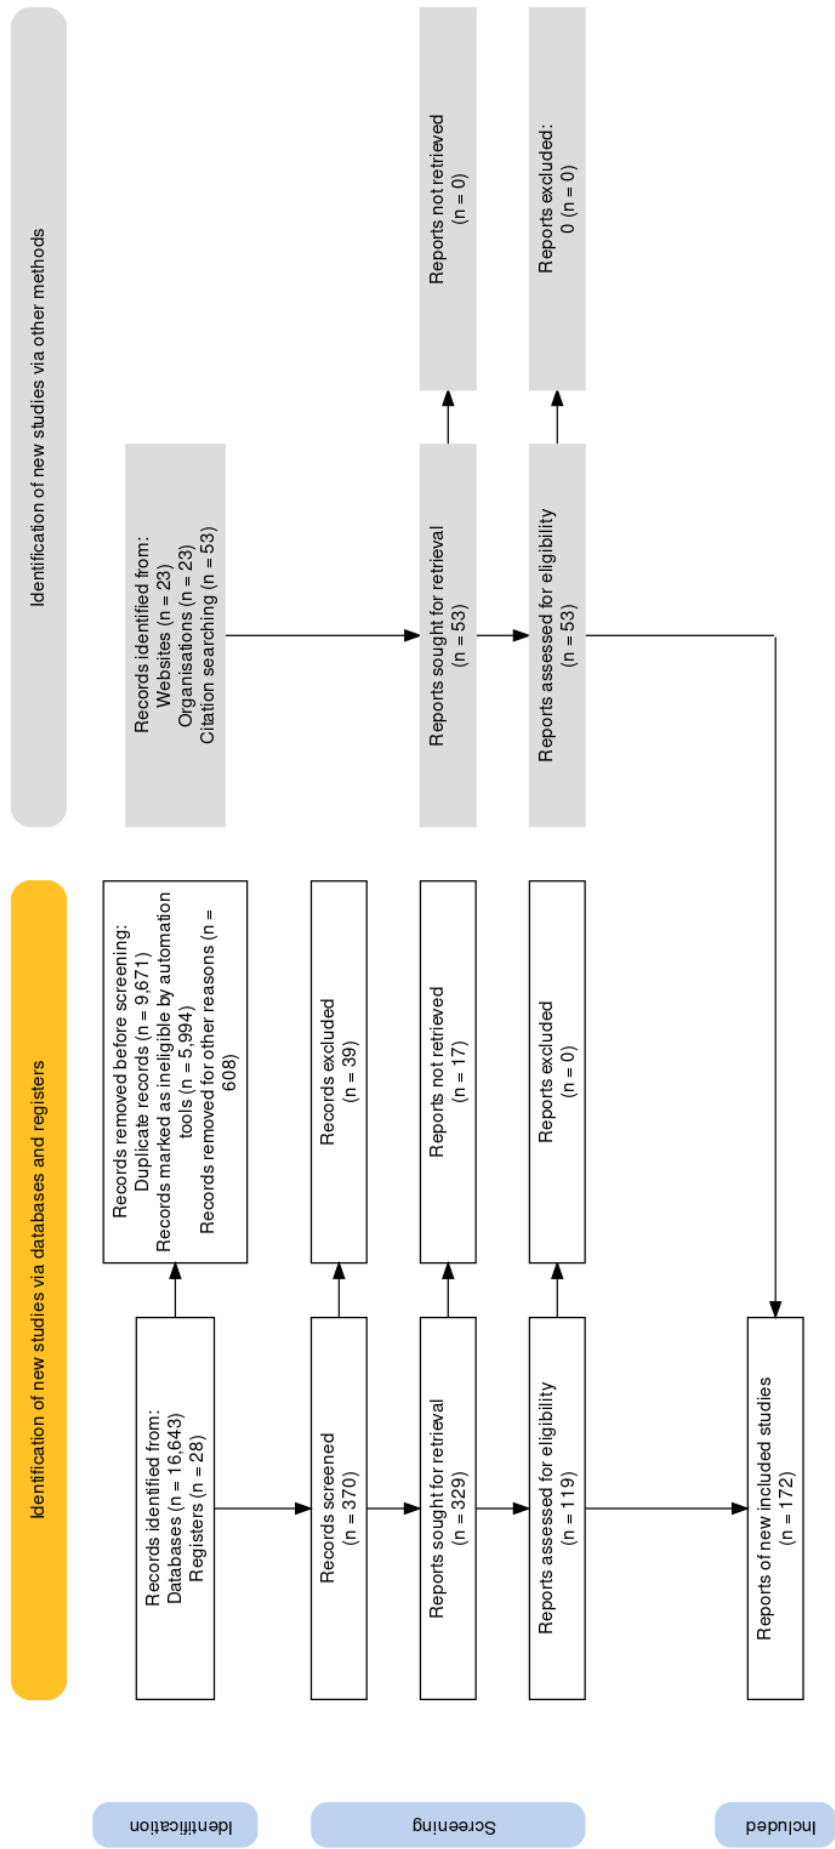 Identification of new studies via databases and registers
Identification of new studies via other methods
Identification
Records identified from:
Databases (n = 16,643)
Registers (n = 28)
Records removed before screening:
Duplicate records (n = 9,671)
Records marked as ineligible by automation
tools (n = 5,994)
Records removed for other reasons (n =
608)
Records identified from:
Websites (n = 23)
Organisations (n = 23)
Citation searching (n = 53)
Screening
Records screened
(n = 370)
Records excluded
(n = 39)
Reports sought for retrieval
(n = 329)
Reports not retrieved
(n = 17)
Reports sought for retrieval
(n = 53)
Reports not retrieved
(n = 0)
Reports assessed for eligibility
(n = 119)
Reports excluded
(n = 0)
Reports assessed for eligibility
(n = 53)
Reports excluded:
0 (n = 0)
Included
Reports of new included studies
(n = 172)